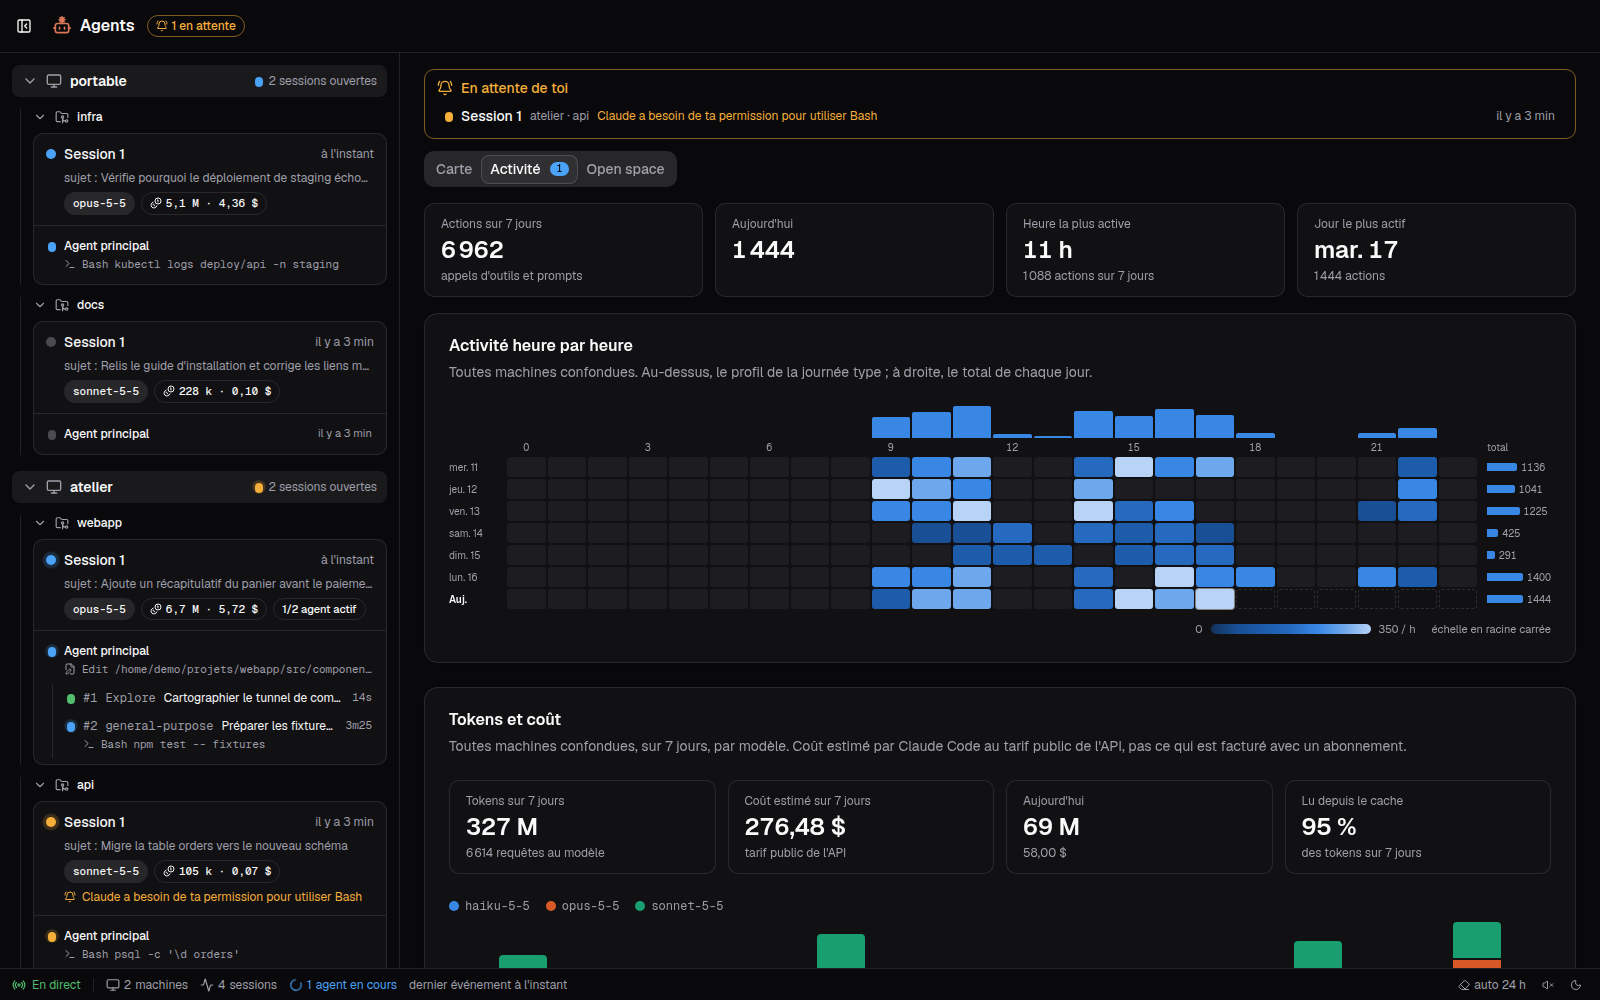 Agents
1 en attente
portable
2 sessions ouvertes
infra
Session 1
à l'instant
sujet : Vérifie pourquoi le déploiement de staging écho…
opus-5-5
5,1 M · 4,36 $
Agent principal
Bash kubectl logs deploy/api -n staging
docs
Session 1
il y a 3 min
sujet : Relis le guide d'installation et corrige les liens m…
sonnet-5-5
228 k · 0,10 $
Agent principal
il y a 3 min
atelier
2 sessions ouvertes
webapp
Session 1
à l'instant
sujet : Ajoute un récapitulatif du panier avant le paieme…
opus-5-5
6,7 M · 5,72 $
1/2 agent actif
Agent principal
Edit /home/demo/projets/webapp/src/componen…
#1 Explore Cartographier le tunnel de com… 14s
#2 general-purpose Préparer les fixture… 3m25
Bash npm test -- fixtures
api
Session 1
il y a 3 min
sujet : Migre la table orders vers le nouveau schéma
sonnet-5-5
105 k · 0,07 $
Claude a besoin de ta permission pour utiliser Bash
Agent principal
Bash psql -c '\d orders'
En attente de toi
Session 1 atelier · api Claude a besoin de ta permission pour utiliser Bash
il y a 3 min
Carte
Activité 1
Open space
Actions sur 7 jours
6 962
appels d'outils et prompts
Aujourd'hui
1 444
Heure la plus active
11 h
1 088 actions sur 7 jours
Jour le plus actif
mar. 17
1 444 actions
Activité heure par heure
Toutes machines confondues. Au-dessus, le profil de la journée type ; à droite, le total de chaque jour.
0 3 6 9 12 15 18 21 total
mer. 11 1136
jeu. 12 1041
ven. 13 1225
sam. 14 425
dim. 15 291
lun. 16 1400
Auj. 1444
0 350 / h échelle en racine carrée
Tokens et coût
Toutes machines confondues, sur 7 jours, par modèle. Coût estimé par Claude Code au tarif public de l'API, pas ce qui est facturé avec un abonnement.
Tokens sur 7 jours
327 M
6 614 requêtes au modèle
Coût estimé sur 7 jours
276,48 $
tarif public de l'API
Aujourd'hui
69 M
58,00 $
Lu depuis le cache
95 %
des tokens sur 7 jours
haiku-5-5 opus-5-5 sonnet-5-5
En direct
2 machines
4 sessions
1 agent en cours
dernier événement à l'instant
auto 24 h